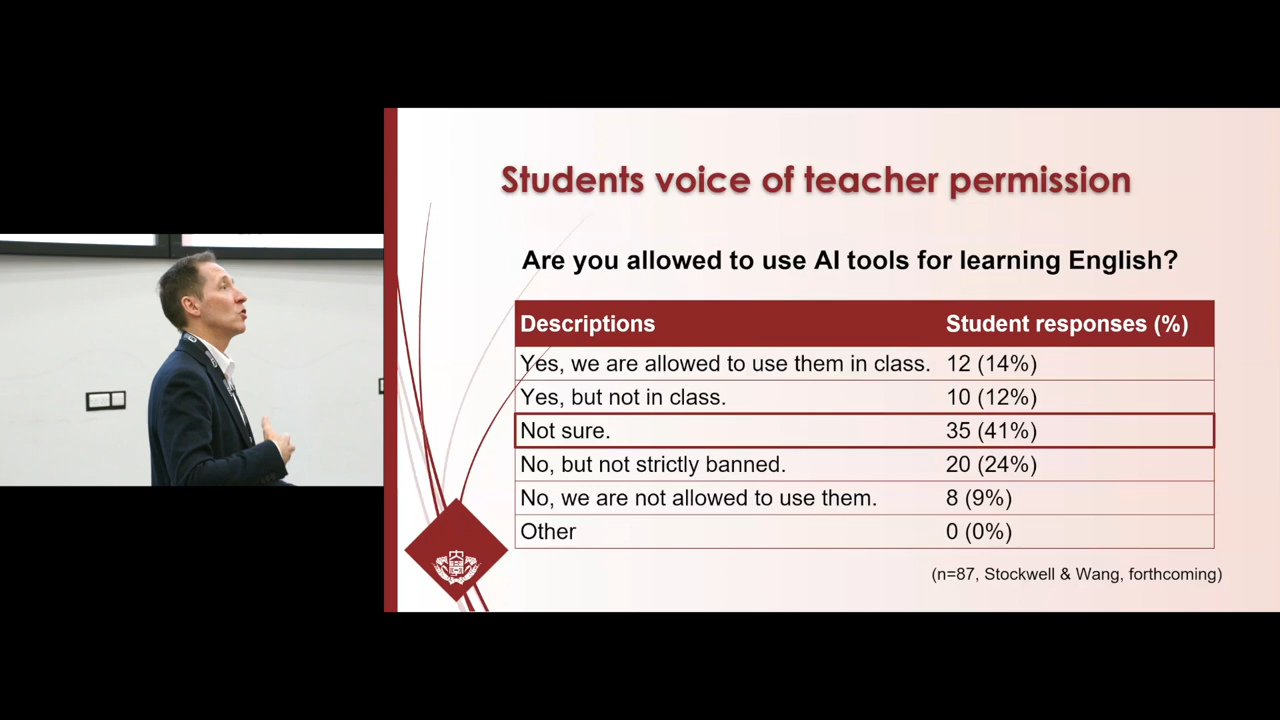 Students voice of teacher permission
Are you allowed to use AI tools for learning English?
Descriptions Student responses (%)
Yes, we are allowed to use them in class. 12 (14%)
Yes, but not in class. 10 (12%)
Not sure. 35 (41%)
No, but not strictly banned. 20 (24%)
No, we are not allowed to use them. 8 (9%)
Other 0 (0%)
(n=87, Stockwell & Wang, forthcoming)